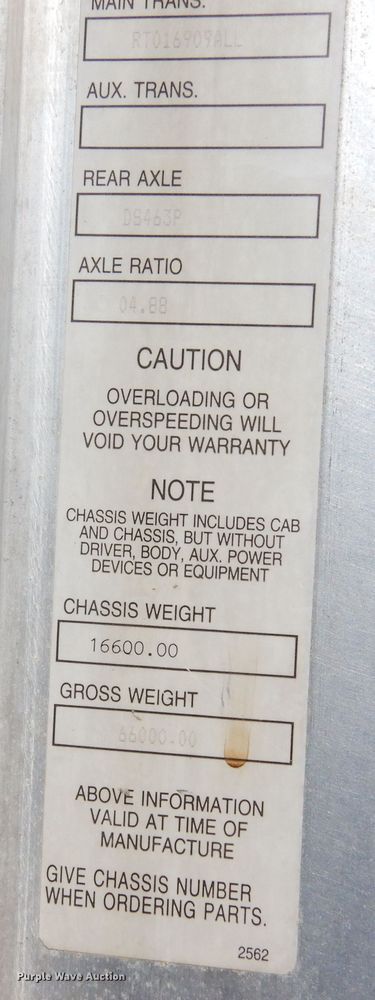 MAIN TRANS.
RTO16909ALL
AUX. TRANS.
REAR AXLE
DS463P
AXLE RATIO
04.88
CAUTION
OVERLOADING OR
OVERSPEEDING WILL
VOID YOUR WARRANTY
NOTE
CHASSIS WEIGHT INCLUDES CAB
AND CHASSIS, BUT WITHOUT
DRIVER, BODY, AUX. POWER
DEVICES OR EQUIPMENT
CHASSIS WEIGHT
16600.00
GROSS WEIGHT
66000.00
ABOVE INFORMATION
VALID AT TIME OF
MANUFACTURE
GIVE CHASSIS NUMBER
WHEN ORDERING PARTS.
2562
Purple Wave Auction